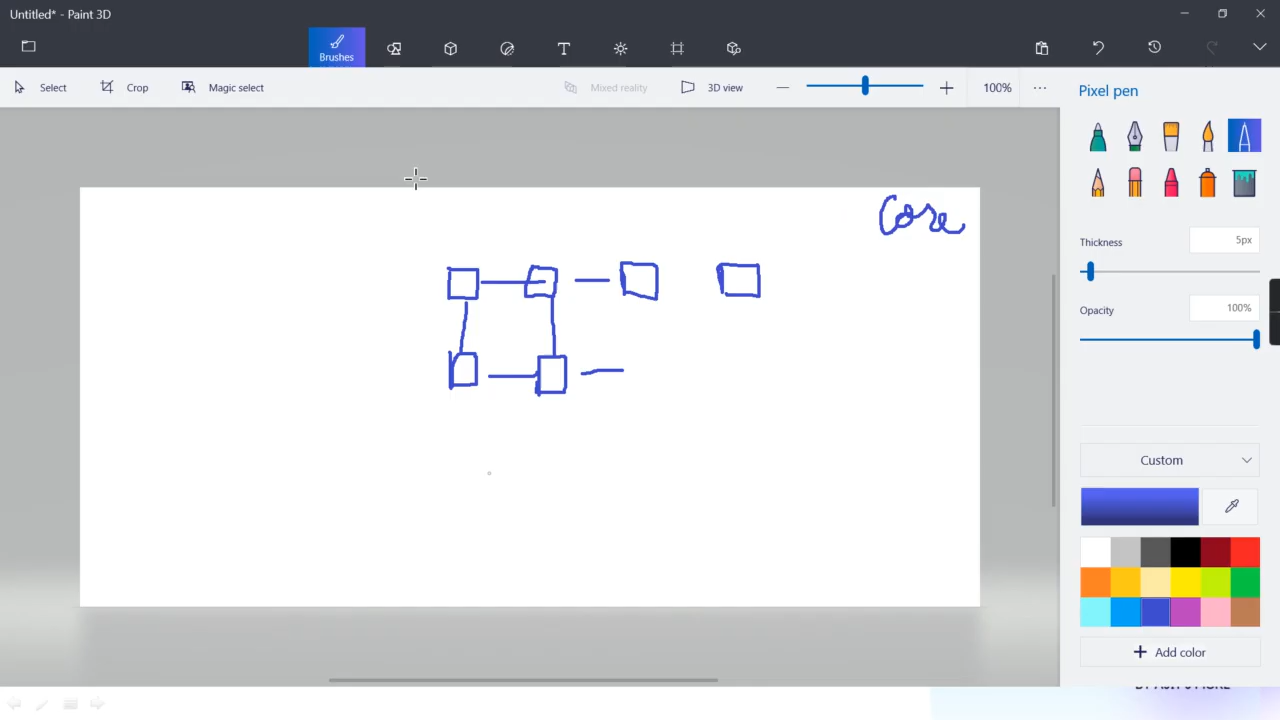 Untitled* - Paint 3D
Brushes
Select
Crop
Magic select
Mixed reality
3D view
100%
Pixel pen
Thickness
5px
Opacity
100%
Core
Custom
Add color